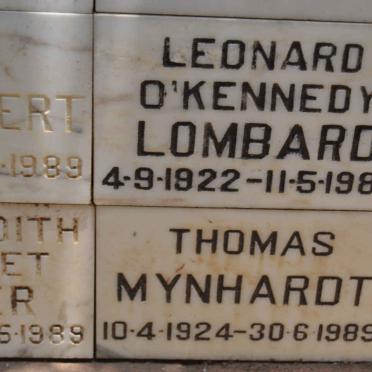 ERT
1989
LEONARD
O'KENNEDY
LOMBARD
4-9-1922-11-5-198
DITH
ET
ER
1989
THOMAS
MYNHARDT
10-4-1924-30-6-1989